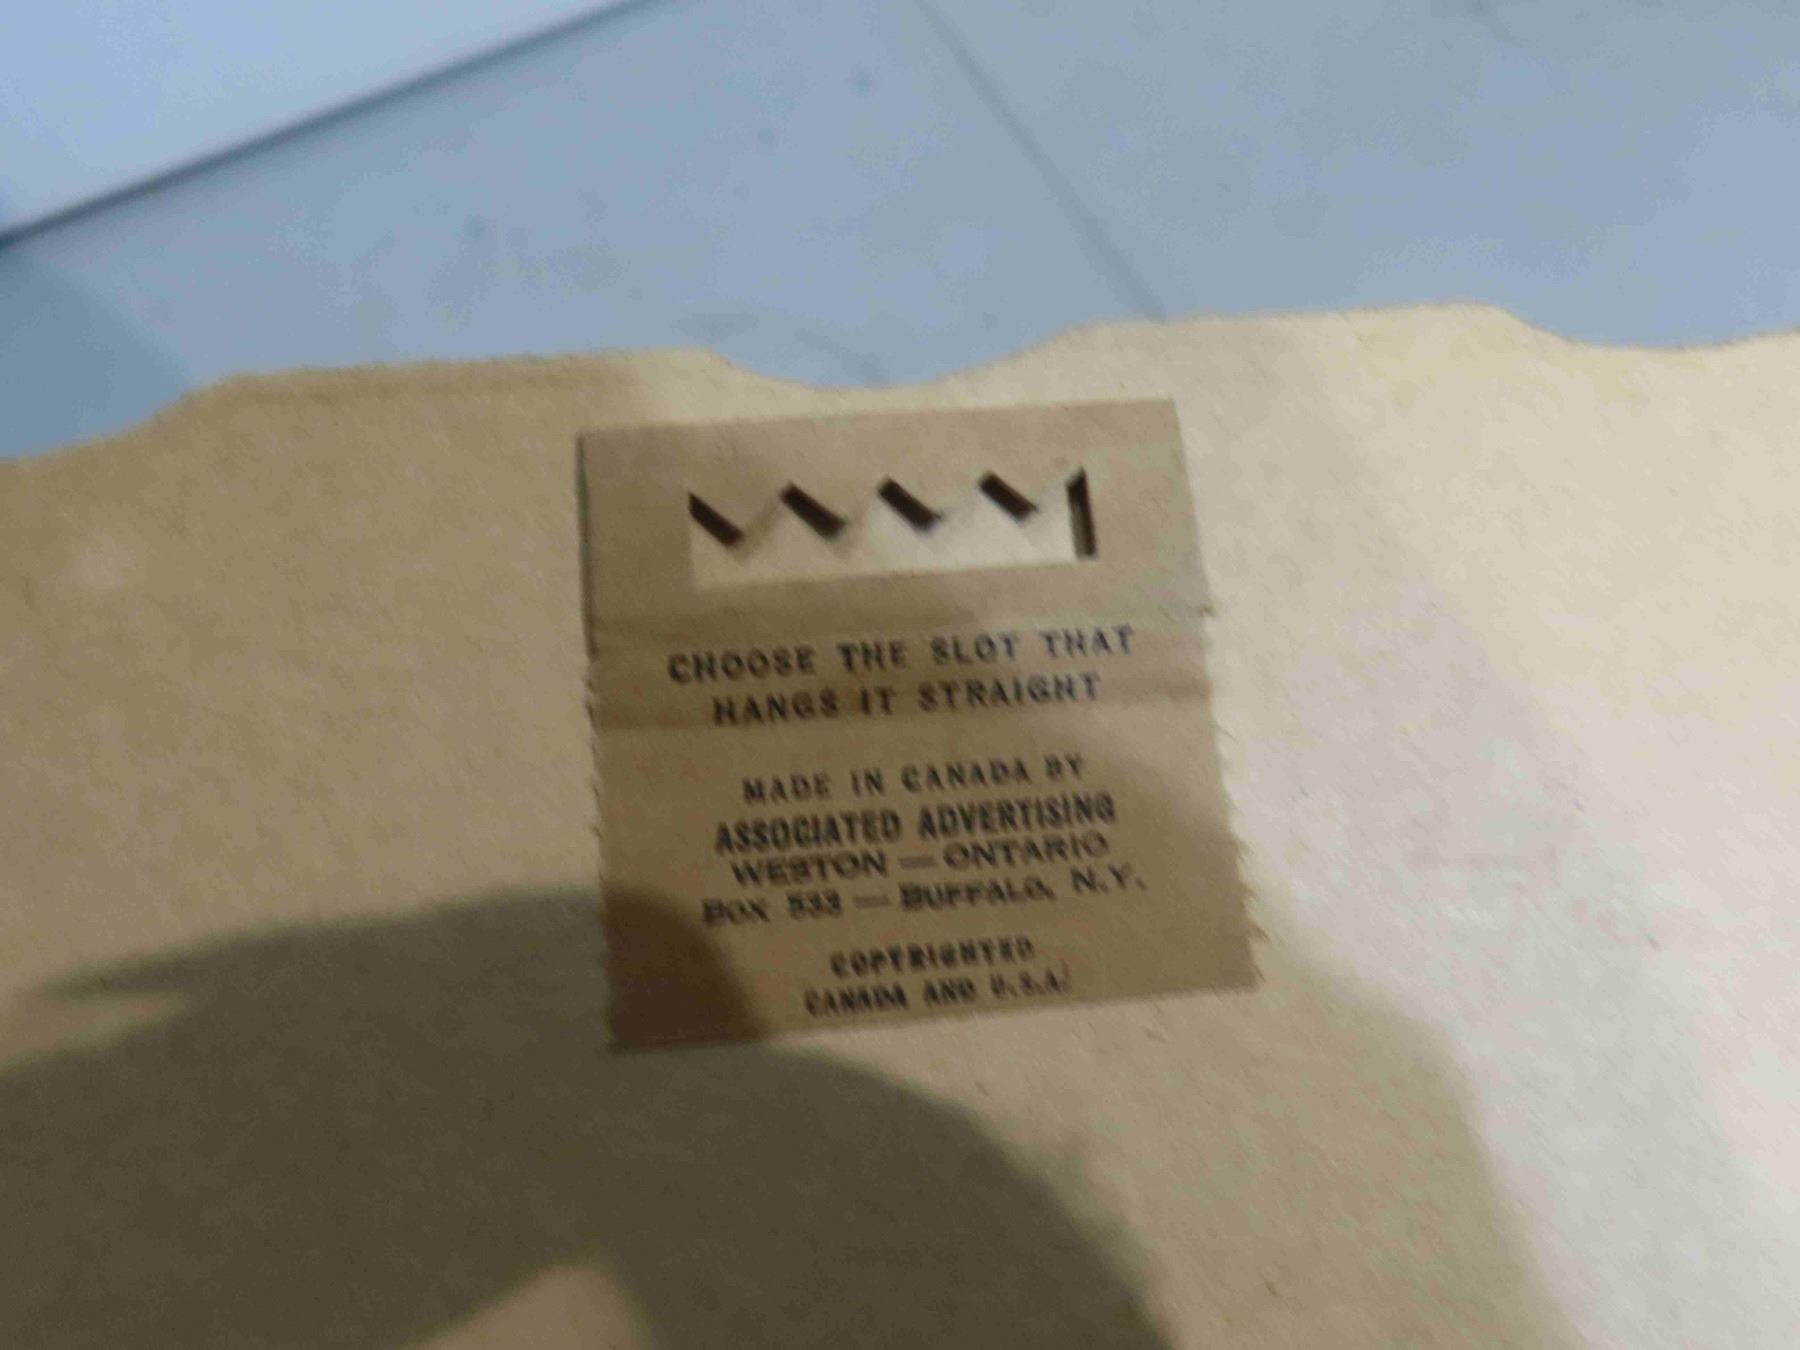 CHOOSE THE SLOT THAT
HANGS IT STRAIGHT
MADE IN CANADA BY
ASSOCIATED ADVERTISING
WESTON — ONTARIO
BOX 533 — BUFFALO, N.Y.
COPYRIGHTED
CANADA AND U.S.A.